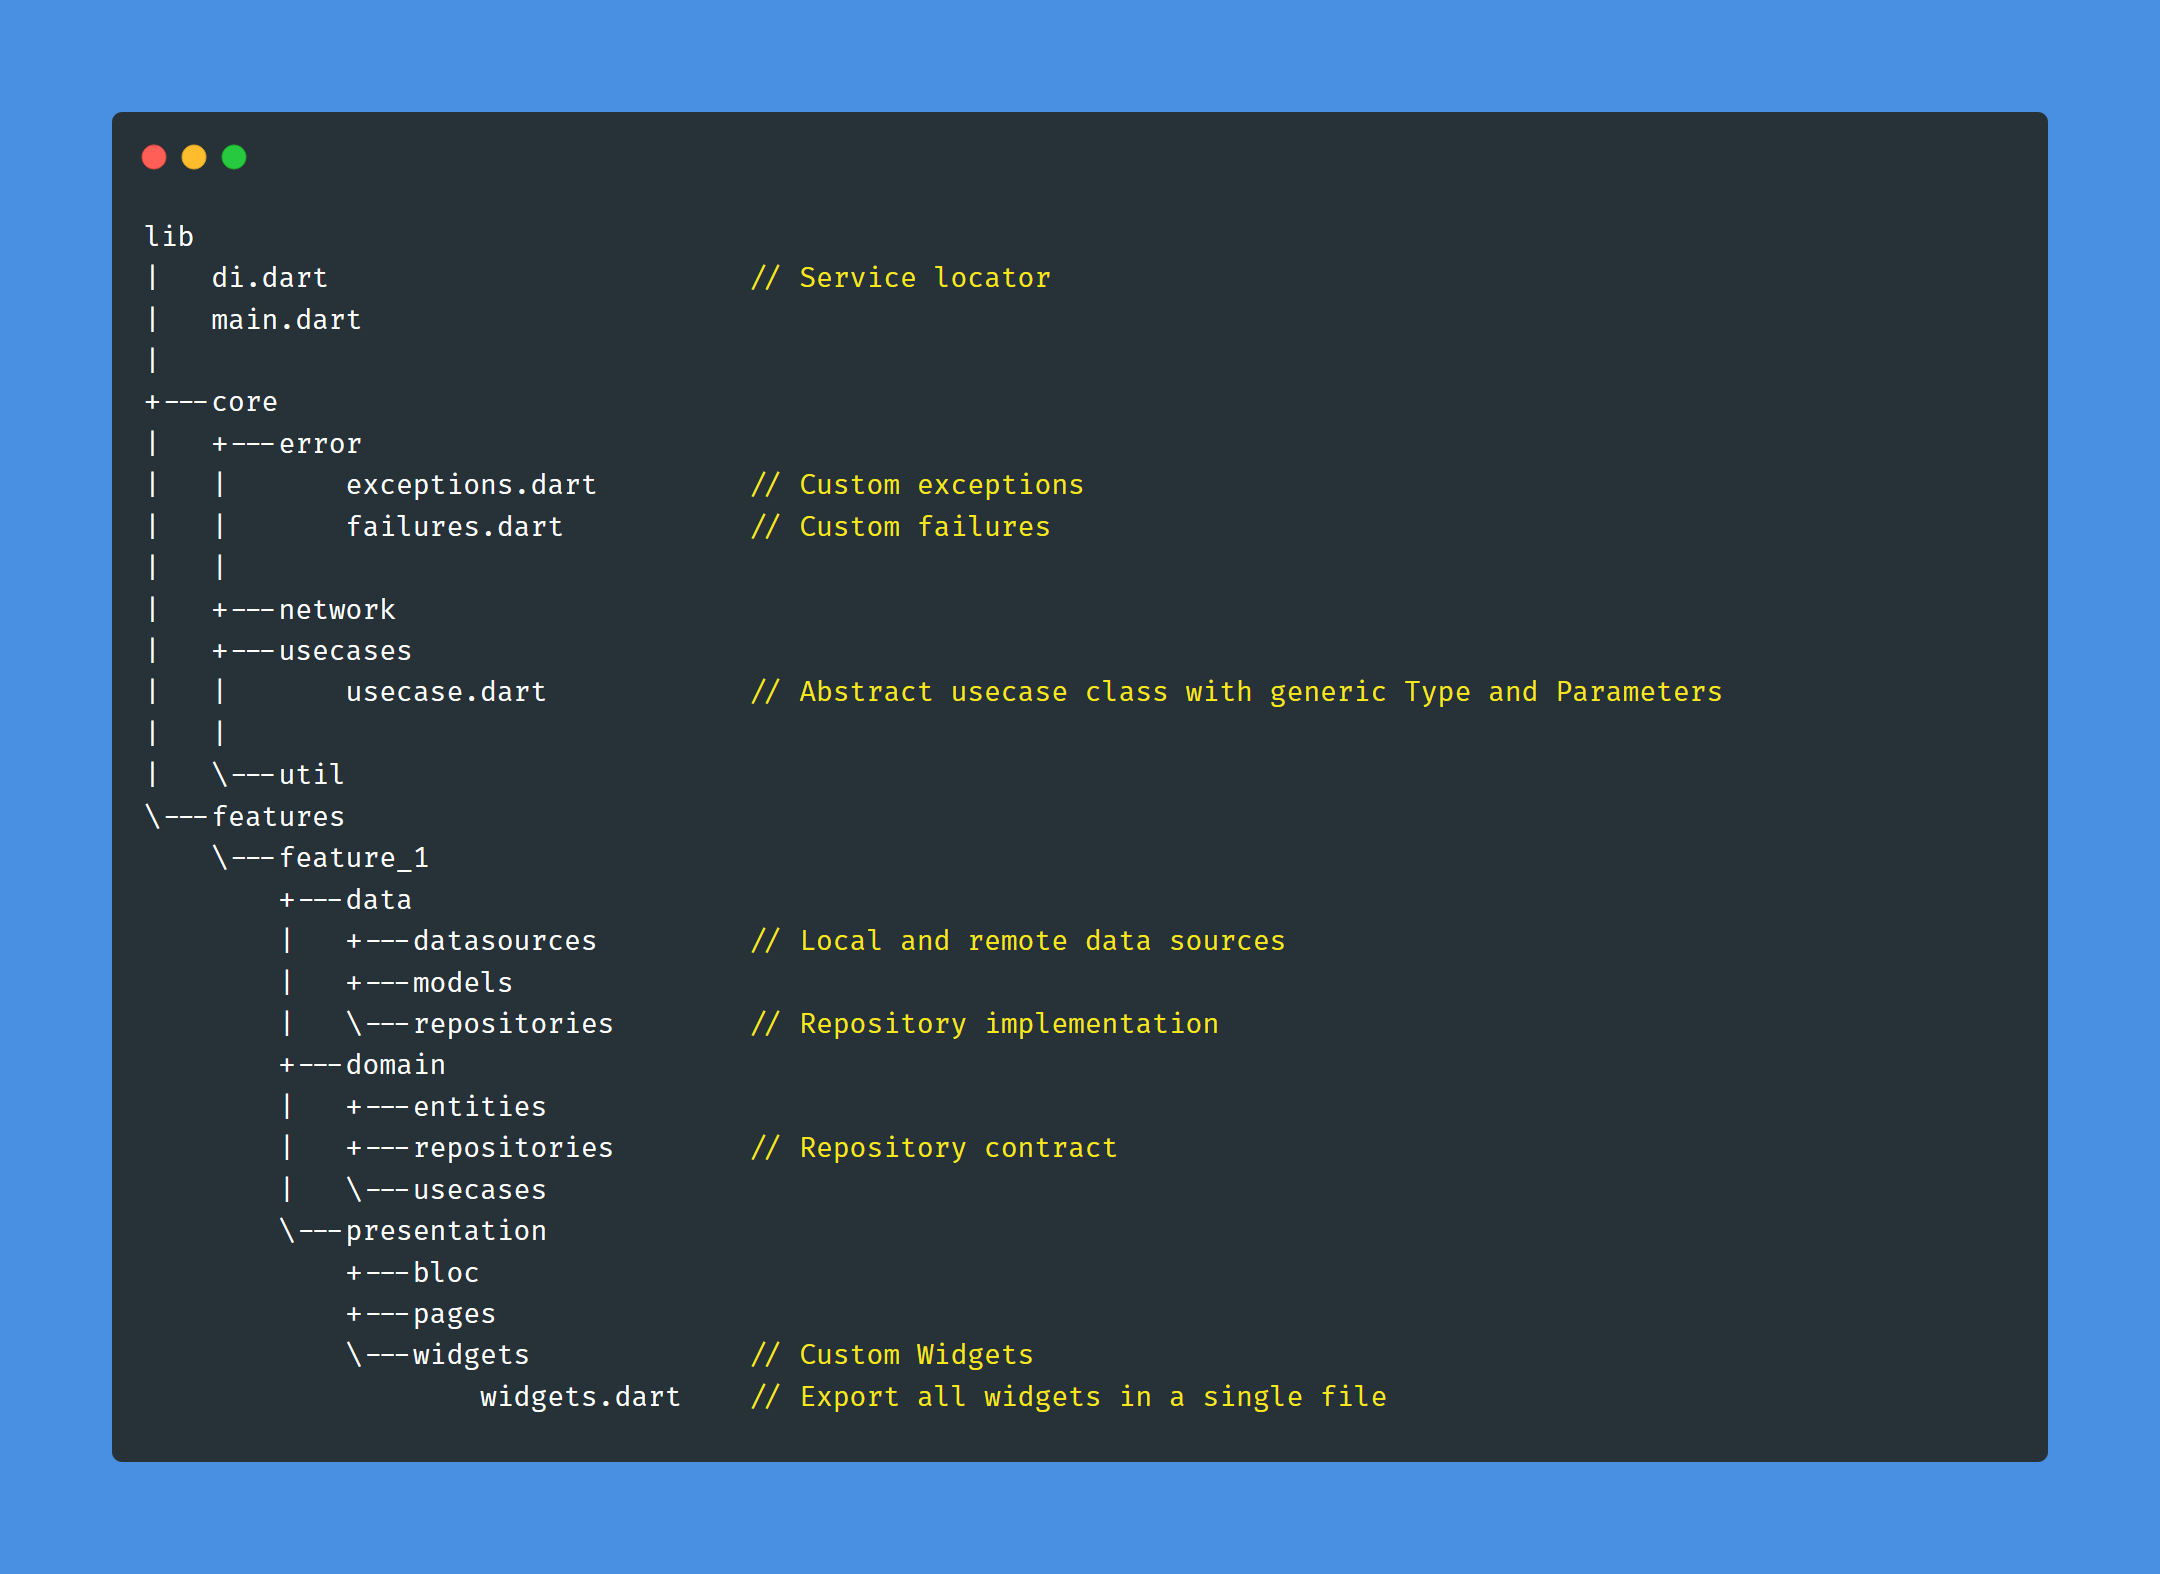 lib
|   di.dart                         // Service locator
|   main.dart
|
+---core
|   +---error
|   |       exceptions.dart         // Custom exceptions
|   |       failures.dart           // Custom failures
|   |
|   +---network
|   +---usecases
|   |       usecase.dart            // Abstract usecase class with generic Type and Parameters
|   |
|   \---util
\---features
    \---feature_1
        +---data
        |   +---datasources         // Local and remote data sources
        |   +---models
        |   \---repositories        // Repository implementation
        +---domain
        |   +---entities
        |   +---repositories        // Repository contract
        |   \---usecases
        \---presentation
            +---bloc
            +---pages
            \---widgets             // Custom Widgets
                    widgets.dart    // Export all widgets in a single file